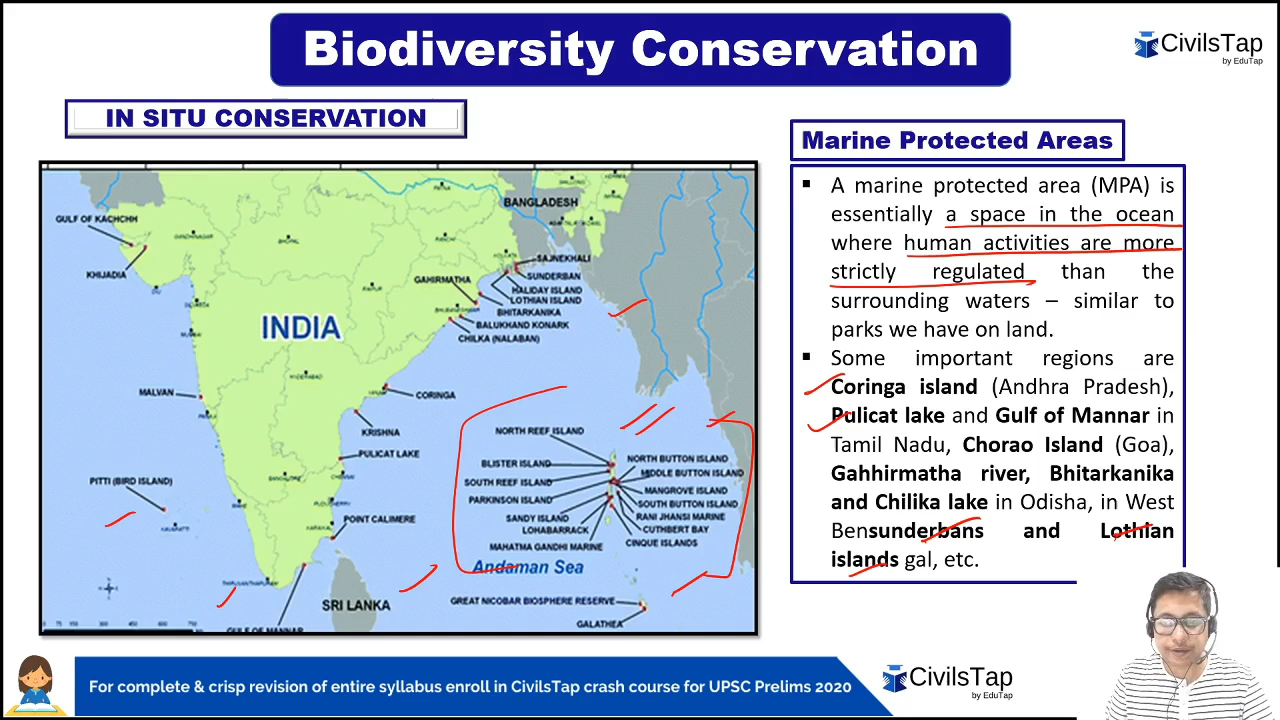 Biodiversity Conservation
CivilsTap
by EduTap
IN SITU CONSERVATION
Marine Protected Areas
▪ A marine protected area (MPA) is
essentially a space in the ocean
where human activities are more
strictly regulated than the
surrounding waters – similar to
parks we have on land.
▪ Some important regions are
Coringa island (Andhra Pradesh),
Pulicat lake and Gulf of Mannar in
Tamil Nadu, Chorao Island (Goa),
Gahhirmatha river, Bhitarkanika
and Chilika lake in Odisha, in West
Bensunderbans and Lothian
islands gal, etc.
BANGLADESH
GULF OF KACHCHH
KHIJADIA
SAJNEKHALI
SUNDERBAN
GAHIRMATHA
HALIDAY ISLAND
LOTHIAN ISLAND
BHITARKANIKA
BALUKHAND KONARK
CHILKA (NALABAN)
INDIA
MALVAN
CORINGA
KRISHNA
PULICAT LAKE
PITTI (BIRD ISLAND)
POINT CALIMERE
NORTH REEF ISLAND
BLISTER ISLAND
NORTH BUTTON ISLAND
MIDDLE BUTTON ISLAND
SOUTH REEF ISLAND
MANGROVE ISLAND
PARKINSON ISLAND
SOUTH BUTTON ISLAND
SANDY ISLAND
RANI JHANSI MARINE
LOHABARRACK
CUTHBERT BAY
MAHATMA GANDHI MARINE
CINQUE ISLANDS
Andaman Sea
SRI LANKA
GREAT NICOBAR BIOSPHERE RESERVE
GALATHEA
GULF OF MANNAR
For complete & crisp revision of entire syllabus enroll in CivilsTap crash course for UPSC Prelims 2020
CivilsTap
by EduTap